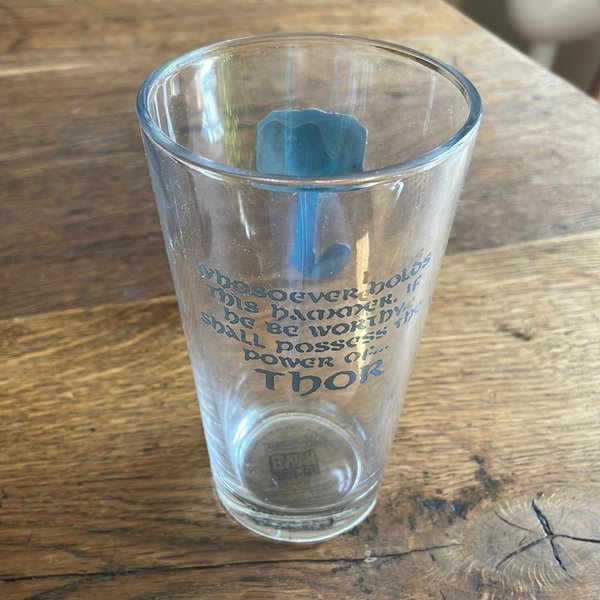 WHOSOEVER HOLDS
THIS HAMMER, IF
HE BE WORTHY,
SHALL POSSESS THE
POWER OF...
THOR